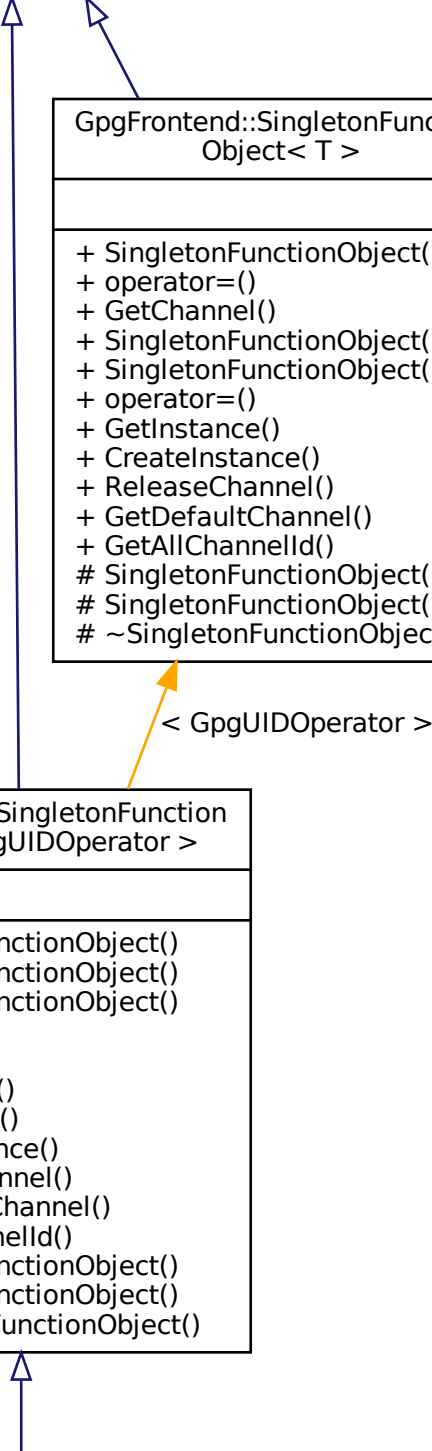 GpgFrontend::SingletonFunc
Object< T >
+ SingletonFunctionObject(
+ operator=()
+ GetChannel()
+ SingletonFunctionObject(
+ SingletonFunctionObject(
+ operator=()
+ GetInstance()
+ CreateInstance()
+ ReleaseChannel()
+ GetDefaultChannel()
+ GetAllChannelId()
# SingletonFunctionObject(
# SingletonFunctionObject(
# ~SingletonFunctionObjec
< GpgUIDOperator >
SingletonFunction
gUIDOperator >
nctionObject()
nctionObject()
nctionObject()
()
()
nce()
nnel()
Channel()
nelId()
nctionObject()
nctionObject()
unctionObject()